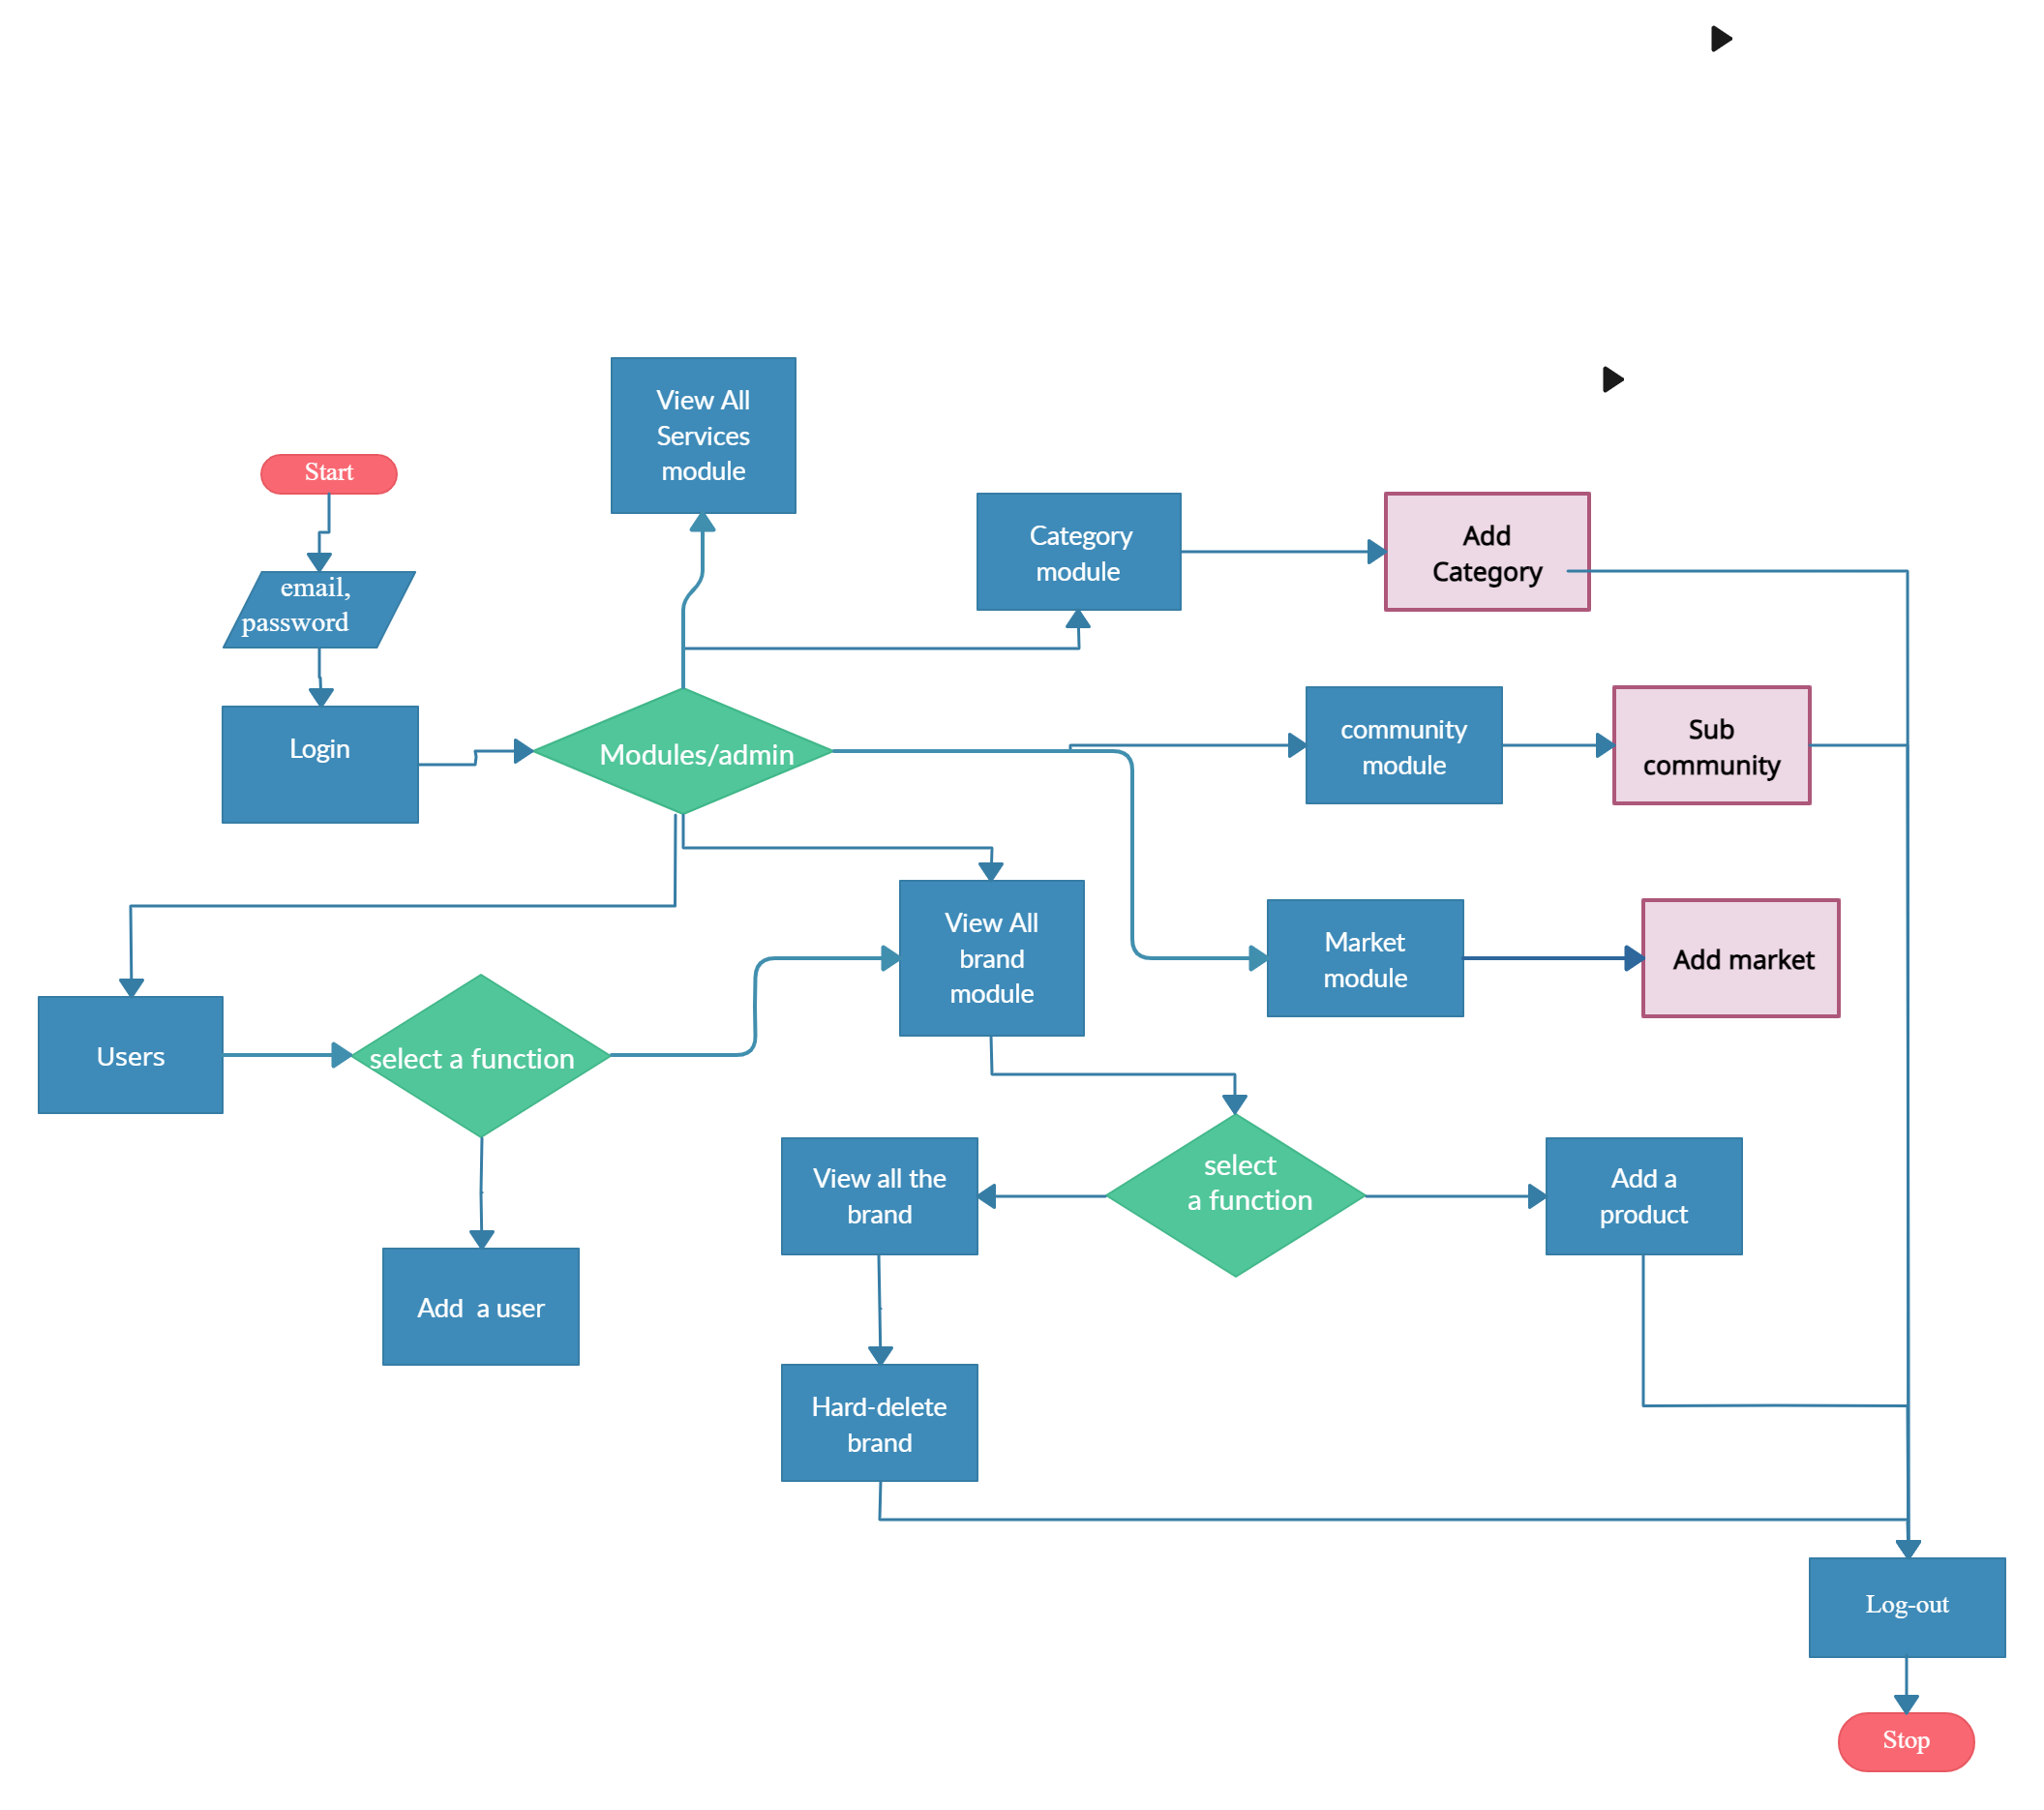 View All
Services
module
Start
email,
password
Login
Modules/admin
Category
module
Add
Category
community
module
Sub
community
View All
brand
module
Market
module
Add market
Users
select a function
Add  a user
View all the
brand
select
a function
Add a
product
Hard-delete
brand
Log-out
Stop